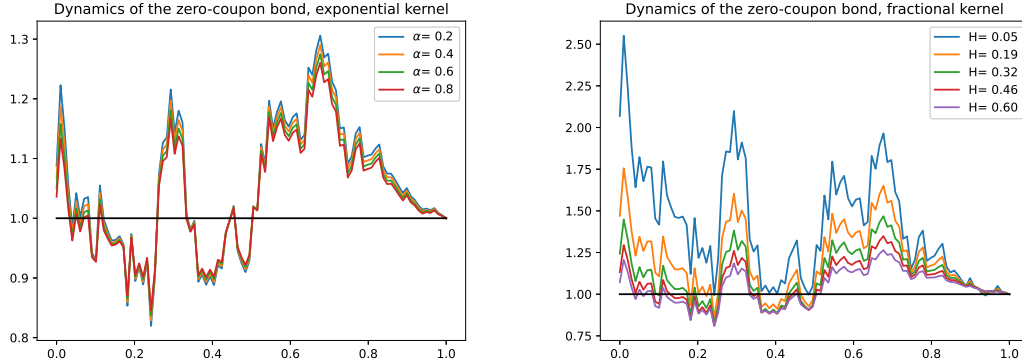 Dynamics of the zero-coupon bond, exponential kernel
1.3
1.2
1.1
1.0
0.9
0.8
0.0 0.2 0.4 0.6 0.8 1.0
α= 0.2
α= 0.4
α= 0.6
α= 0.8
Dynamics of the zero-coupon bond, fractional kernel
2.50
2.25
2.00
1.75
1.50
1.25
1.00
0.75
0.0 0.2 0.4 0.6 0.8 1.0
H= 0.05
H= 0.19
H= 0.32
H= 0.46
H= 0.60